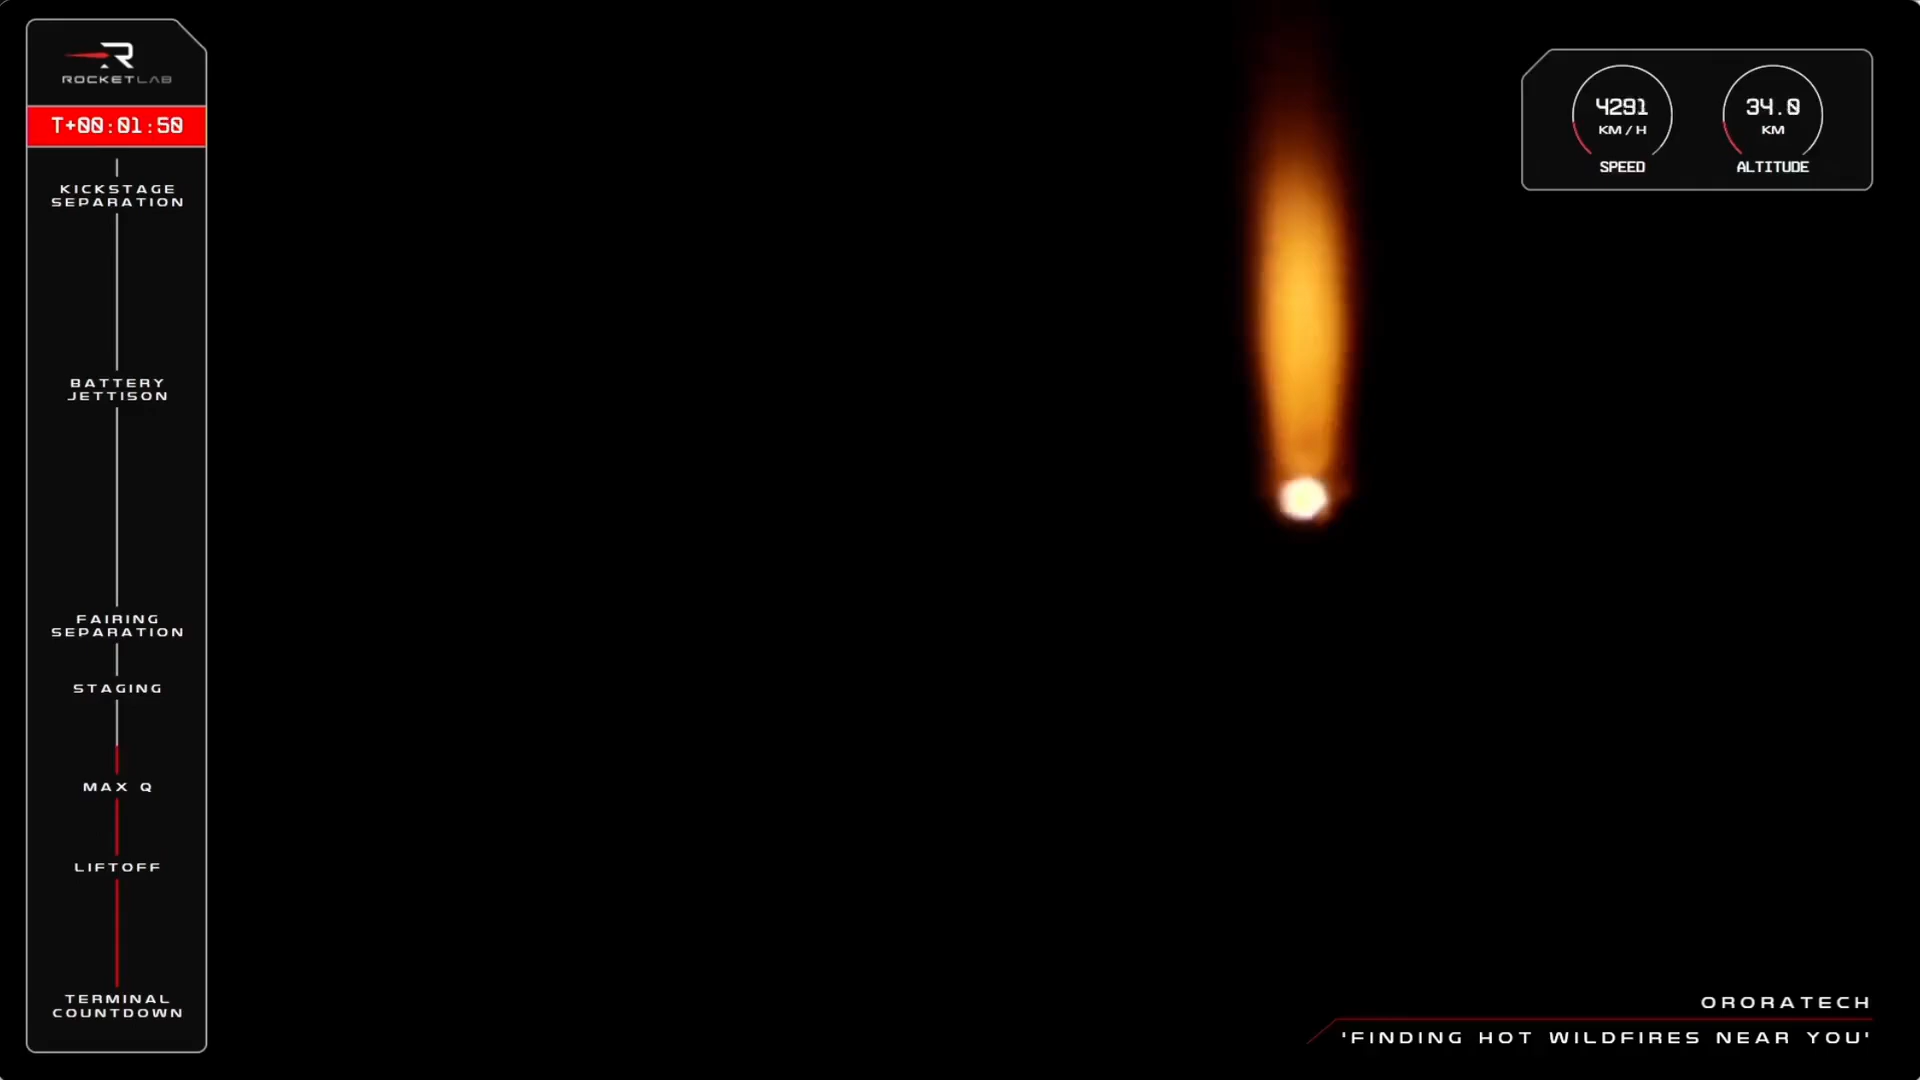 ROCKETLAB
T+00:01:50
KICKSTAGE
SEPARATION
BATTERY
JETTISON
FAIRING
SEPARATION
STAGING
MAX Q
LIFTOFF
TERMINAL
COUNTDOWN
4291
KM/H
SPEED
34.0
KM
ALTITUDE
ORORATECH
'FINDING HOT WILDFIRES NEAR YOU'